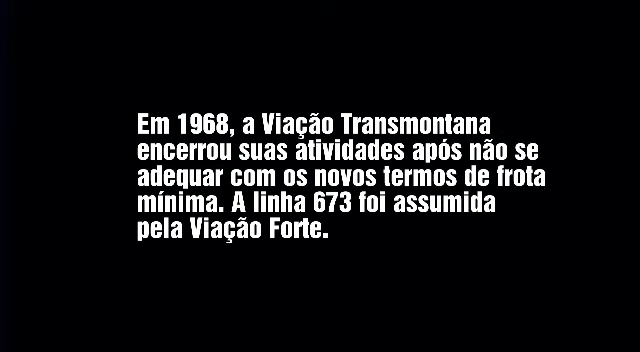 Em 1968, a Viação Transmontana
encerrou suas atividades após não se
adequar com os novos termos de frota
mínima. A linha 673 foi assumida
pela Viação Forte.